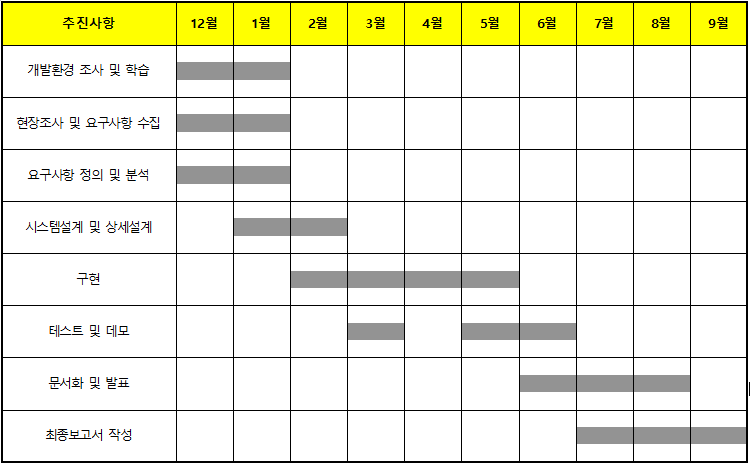 추진사항 12월 1월 2월 3월 4월 5월 6월 7월 8월 9월
개발환경 조사 및 학습
현장조사 및 요구사항 수집
요구사항 정의 및 분석
시스템설계 및 상세설계
구현
테스트 및 데모
문서화 및 발표
최종보고서 작성